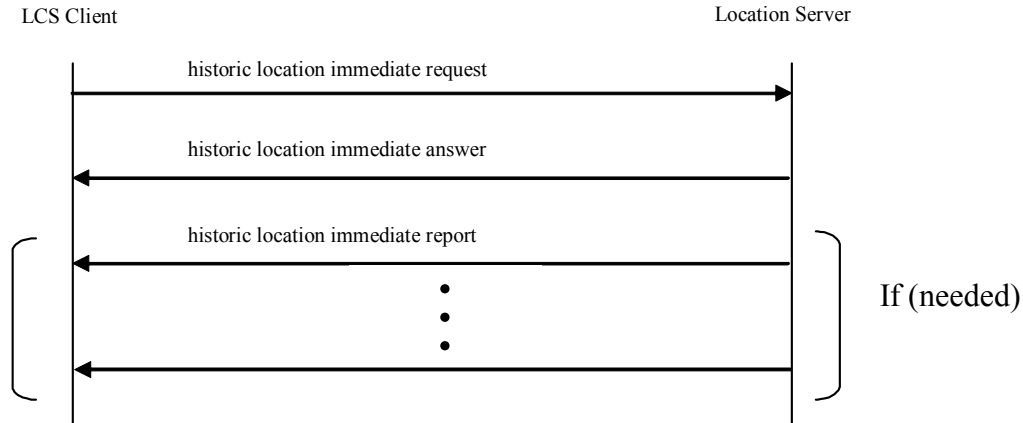 LCS Client
Location Server
historic location immediate request
historic location immediate answer
historic location immediate report
If (needed)